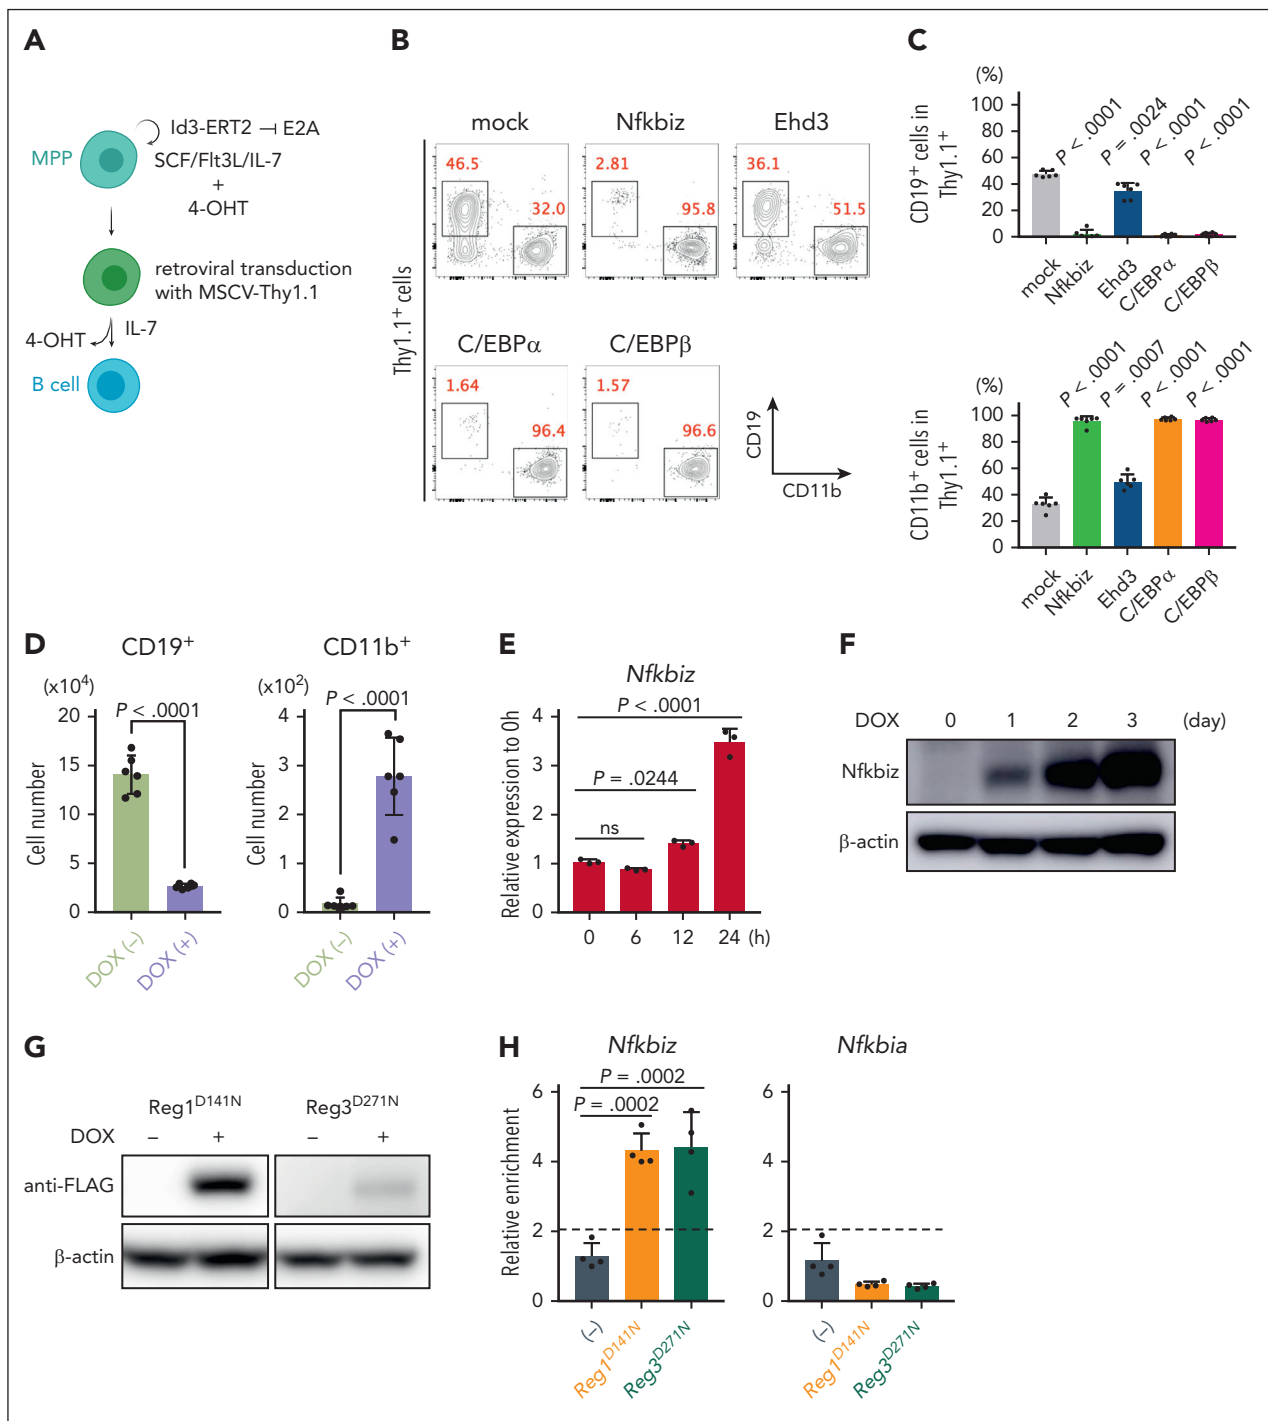 A
MPP
Id3-ERT2 ⊣ E2A
SCF/Flt3L/IL-7
+
4-OHT
retroviral transduction
with MSCV-Thy1.1
4-OHT
IL-7
B cell
B
Thy1.1+ cells
mock
Nfkbiz
Ehd3
46.5
32.0
2.81
95.8
36.1
51.5
C/EBPα
C/EBPβ
1.64
96.4
1.57
96.6
CD19
CD11b
C
(%)
CD19+ cells in
Thy1.1+
100
80
60
40
20
0
P < .0001
P = .0024
P < .0001
P < .0001
mock
Nfkbiz
Ehd3
C/EBPα
C/EBPβ
(%)
CD11b+ cells in
Thy1.1+
100
80
60
40
20
0
P < .0001
P = .0007
P < .0001
P < .0001
mock
Nfkbiz
Ehd3
C/EBPα
C/EBPβ
D
CD19+
(x10⁴)
P < .0001
Cell number
20
15
10
5
0
DOX (–)
DOX (+)
CD11b+
(x10²)
P < .0001
Cell number
4
3
2
1
0
DOX (–)
DOX (+)
E
Nfkbiz
P < .0001
P = .0244
ns
Relative expression to 0h
4
3
2
1
0
0 6 12 24 (h)
F
DOX 0 1 2 3 (day)
Nfkbiz
β-actin
G
Reg1D141N Reg3D271N
DOX – + – +
anti-FLAG
β-actin
H
Nfkbiz
P = .0002
P = .0002
Relative enrichment
6
4
2
0
(–)
Reg1D141N
Reg3D271N
Nfkbia
6
4
2
0
(–)
Reg1D141N
Reg3D271N